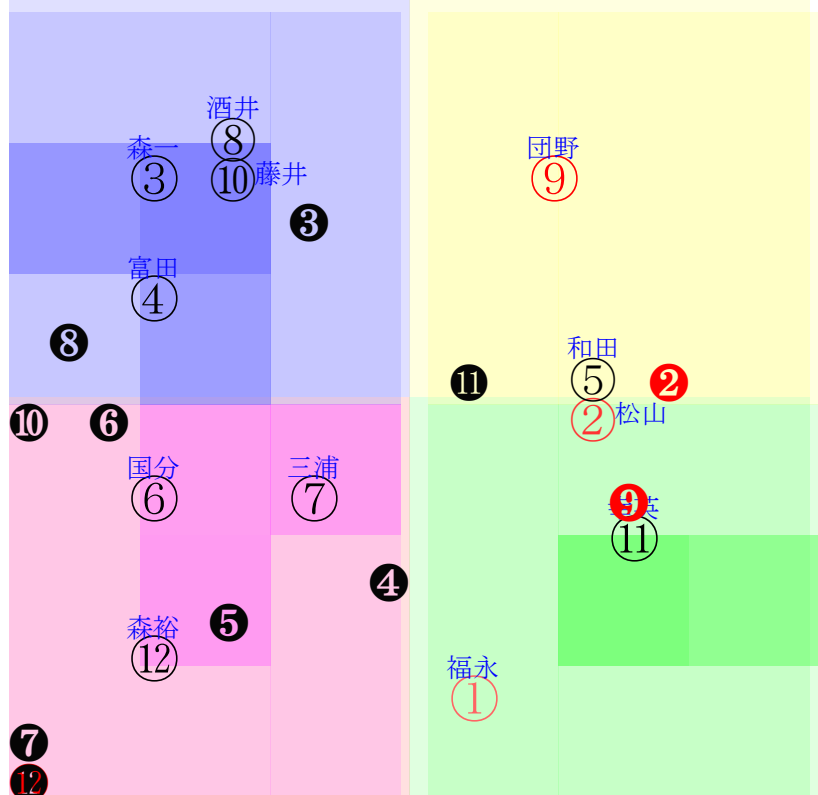 酒井
⑧
森一
③
⑩藤井
団野
⑨
❸
富田
④
❽
和田
⑤
⓫
❷
②松山
❿
❻
国分
⑥
三浦
⑦
❾
⑪
❹
❺
森裕
⑫
福永
①
❼
⓬